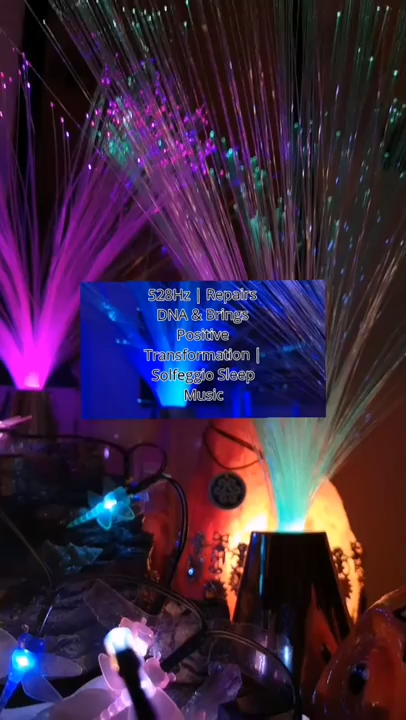 528Hz | Repairs
DNA & Brings
Positive
Transformation |
Solfeggio Sleep
Music